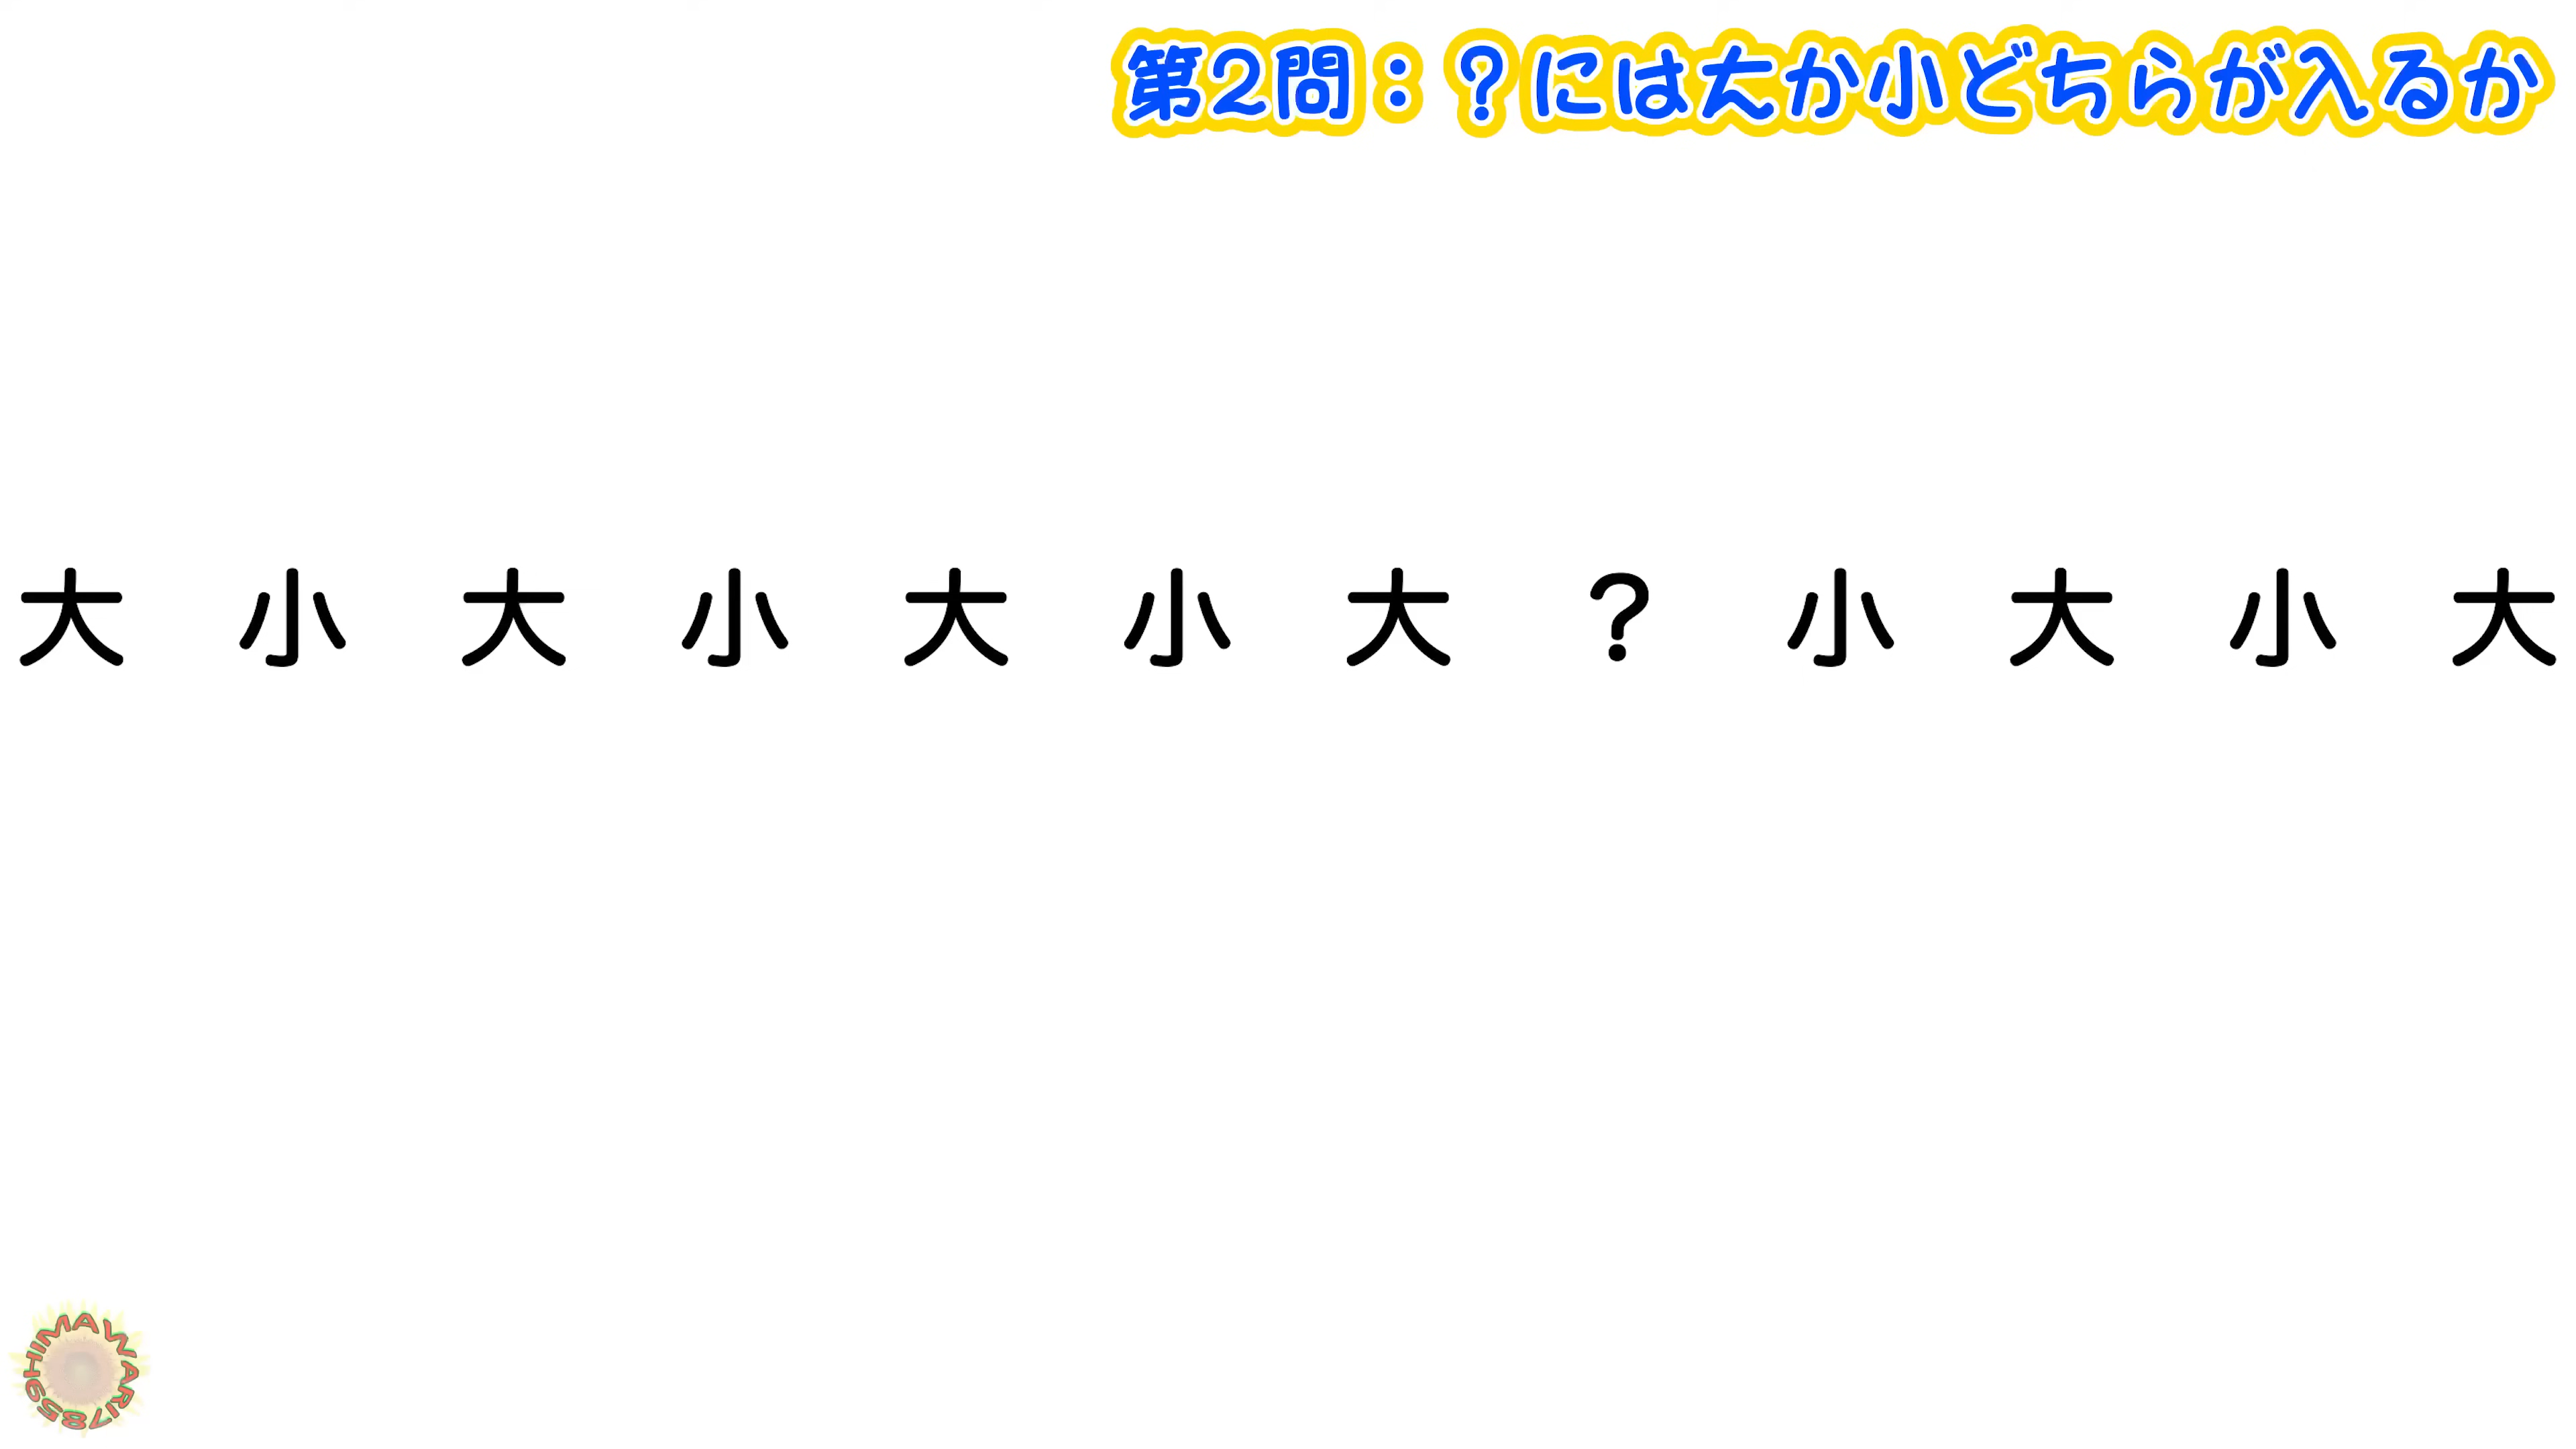 第2問：？には大か小どちらが入るか
大 小 大 小 大 小 大 ？ 小 大 小 大
HIMAWARI7856